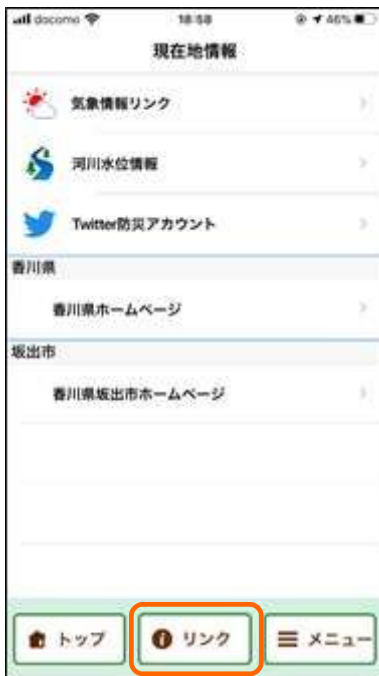 docomo 18:58 46%
現在地情報
気象情報リンク
河川水位情報
Twitter防災アカウント
香川県
香川県ホームページ
坂出市
香川県坂出市ホームページ
トップ リンク メニュー